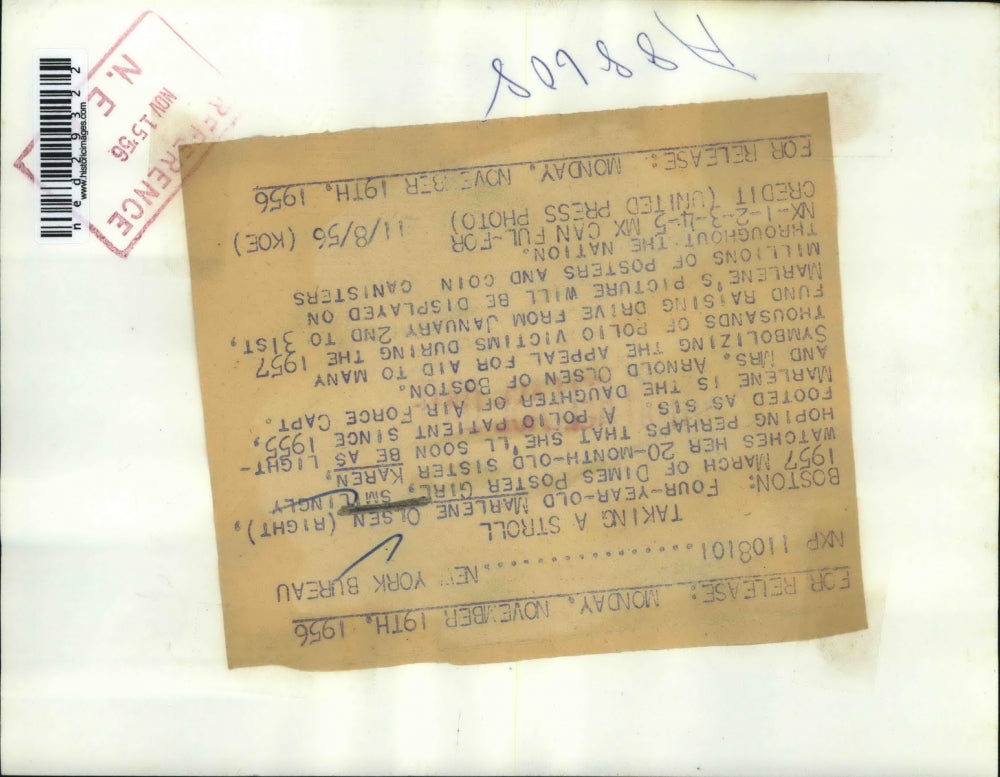 FOR RELEASE: MONDAY, NOVEMBER 19TH, 1956
NXP 1108101................NEW YORK BUREAU
TAKING A STROLL
BOSTON: FOUR-YEAR-OLD MARLENE OLSEN (RIGHT),
1957 MARCH OF DIMES POSTER GIRL, SMILINGLY
WATCHES HER 20-MONTH-OLD SISTER KAREN,
HOPING PERHAPS THAT SHE'LL SOON BE AS LIGHT-
FOOTED AS SIS. A POLIO PATIENT SINCE 1955,
MARLENE IS THE DAUGHTER OF AIR FORCE CAPT.
AND MRS. ARNOLD OLSEN OF BOSTON.
SYMBOLIZING THE APPEAL FOR AID TO MANY
THOUSANDS OF POLIO VICTIMS DURING THE 1957
FUND RAISING DRIVE FROM JANUARY 2ND TO 31ST,
MARLENE'S PICTURE WILL BE DISPLAYED ON
MILLIONS OF POSTERS AND COIN CANISTERS
THROUGHOUT THE NATION.
NX-1-2-3-4-5 MX CAN FUL-FOR
CREDIT (UNITED PRESS PHOTO) 11/8/56 (KOE)
FOR RELEASE: MONDAY, NOVEMBER 19TH, 1956
A88608
REFERENCE
NOV 15 56
N. E.
ned29322
www.historicimages.com